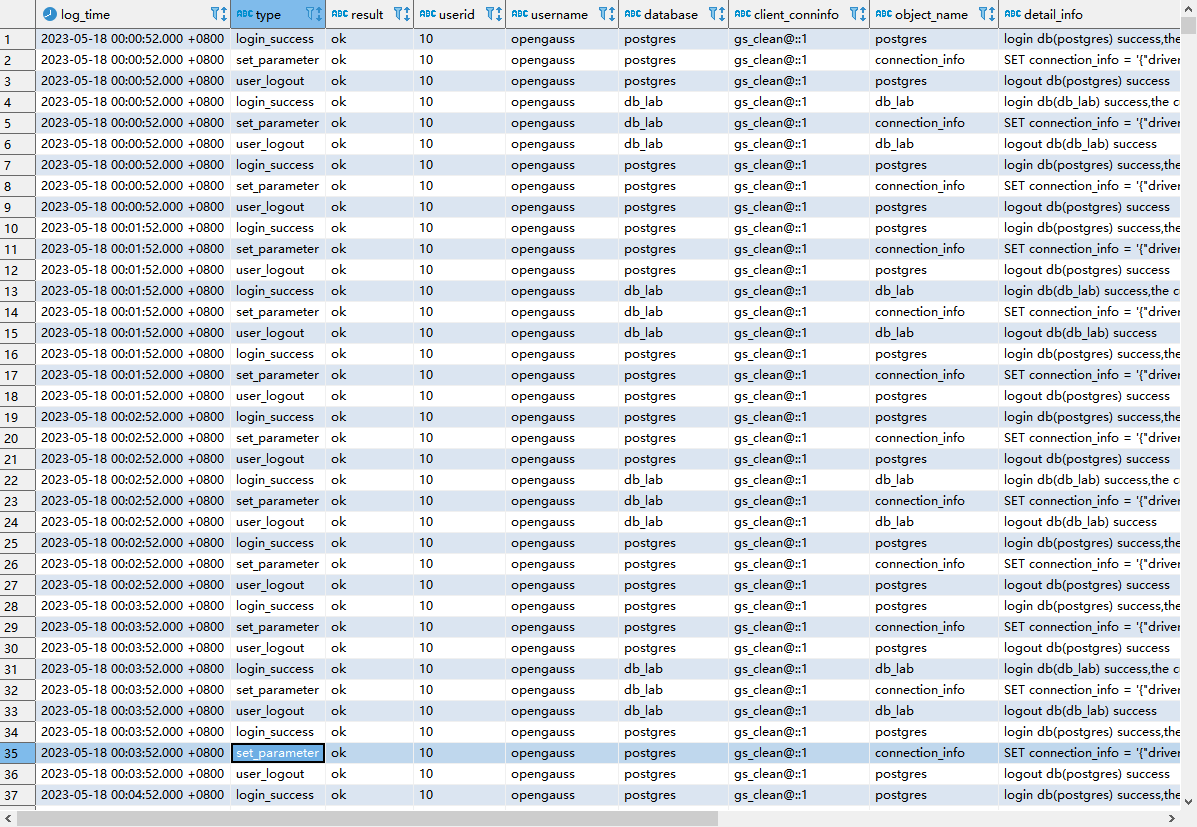 log_time ABC type ABC result ABC userid ABC username ABC database ABC client_conninfo ABC object_name ABC detail_info
1 2023-05-18 00:00:52.000 +0800 login_success ok 10 opengauss postgres gs_clean@::1 postgres login db(postgres) success,the
2 2023-05-18 00:00:52.000 +0800 set_parameter ok 10 opengauss postgres gs_clean@::1 connection_info SET connection_info = '{"driver
3 2023-05-18 00:00:52.000 +0800 user_logout ok 10 opengauss postgres gs_clean@::1 postgres logout db(postgres) success
4 2023-05-18 00:00:52.000 +0800 login_success ok 10 opengauss db_lab gs_clean@::1 db_lab login db(db_lab) success,the c
5 2023-05-18 00:00:52.000 +0800 set_parameter ok 10 opengauss db_lab gs_clean@::1 connection_info SET connection_info = '{"driver
6 2023-05-18 00:00:52.000 +0800 user_logout ok 10 opengauss db_lab gs_clean@::1 db_lab logout db(db_lab) success
7 2023-05-18 00:00:52.000 +0800 login_success ok 10 opengauss postgres gs_clean@::1 postgres login db(postgres) success,the
8 2023-05-18 00:00:52.000 +0800 set_parameter ok 10 opengauss postgres gs_clean@::1 connection_info SET connection_info = '{"driver
9 2023-05-18 00:00:52.000 +0800 user_logout ok 10 opengauss postgres gs_clean@::1 postgres logout db(postgres) success
10 2023-05-18 00:01:52.000 +0800 login_success ok 10 opengauss postgres gs_clean@::1 postgres login db(postgres) success,the
11 2023-05-18 00:01:52.000 +0800 set_parameter ok 10 opengauss postgres gs_clean@::1 connection_info SET connection_info = '{"driver
12 2023-05-18 00:01:52.000 +0800 user_logout ok 10 opengauss postgres gs_clean@::1 postgres logout db(postgres) success
13 2023-05-18 00:01:52.000 +0800 login_success ok 10 opengauss db_lab gs_clean@::1 db_lab login db(db_lab) success,the c
14 2023-05-18 00:01:52.000 +0800 set_parameter ok 10 opengauss db_lab gs_clean@::1 connection_info SET connection_info = '{"driver
15 2023-05-18 00:01:52.000 +0800 user_logout ok 10 opengauss db_lab gs_clean@::1 db_lab logout db(db_lab) success
16 2023-05-18 00:01:52.000 +0800 login_success ok 10 opengauss postgres gs_clean@::1 postgres login db(postgres) success,the
17 2023-05-18 00:01:52.000 +0800 set_parameter ok 10 opengauss postgres gs_clean@::1 connection_info SET connection_info = '{"driver
18 2023-05-18 00:01:52.000 +0800 user_logout ok 10 opengauss postgres gs_clean@::1 postgres logout db(postgres) success
19 2023-05-18 00:02:52.000 +0800 login_success ok 10 opengauss postgres gs_clean@::1 postgres login db(postgres) success,the
20 2023-05-18 00:02:52.000 +0800 set_parameter ok 10 opengauss postgres gs_clean@::1 connection_info SET connection_info = '{"driver
21 2023-05-18 00:02:52.000 +0800 user_logout ok 10 opengauss postgres gs_clean@::1 postgres logout db(postgres) success
22 2023-05-18 00:02:52.000 +0800 login_success ok 10 opengauss db_lab gs_clean@::1 db_lab login db(db_lab) success,the c
23 2023-05-18 00:02:52.000 +0800 set_parameter ok 10 opengauss db_lab gs_clean@::1 connection_info SET connection_info = '{"driver
24 2023-05-18 00:02:52.000 +0800 user_logout ok 10 opengauss db_lab gs_clean@::1 db_lab logout db(db_lab) success
25 2023-05-18 00:02:52.000 +0800 login_success ok 10 opengauss postgres gs_clean@::1 postgres login db(postgres) success,the
26 2023-05-18 00:02:52.000 +0800 set_parameter ok 10 opengauss postgres gs_clean@::1 connection_info SET connection_info = '{"driver
27 2023-05-18 00:02:52.000 +0800 user_logout ok 10 opengauss postgres gs_clean@::1 postgres logout db(postgres) success
28 2023-05-18 00:03:52.000 +0800 login_success ok 10 opengauss postgres gs_clean@::1 postgres login db(postgres) success,the
29 2023-05-18 00:03:52.000 +0800 set_parameter ok 10 opengauss postgres gs_clean@::1 connection_info SET connection_info = '{"driver
30 2023-05-18 00:03:52.000 +0800 user_logout ok 10 opengauss postgres gs_clean@::1 postgres logout db(postgres) success
31 2023-05-18 00:03:52.000 +0800 login_success ok 10 opengauss db_lab gs_clean@::1 db_lab login db(db_lab) success,the c
32 2023-05-18 00:03:52.000 +0800 set_parameter ok 10 opengauss db_lab gs_clean@::1 connection_info SET connection_info = '{"driver
33 2023-05-18 00:03:52.000 +0800 user_logout ok 10 opengauss db_lab gs_clean@::1 db_lab logout db(db_lab) success
34 2023-05-18 00:03:52.000 +0800 login_success ok 10 opengauss postgres gs_clean@::1 postgres login db(postgres) success,the
35 2023-05-18 00:03:52.000 +0800 set_parameter ok 10 opengauss postgres gs_clean@::1 connection_info SET connection_info = '{"driver
36 2023-05-18 00:03:52.000 +0800 user_logout ok 10 opengauss postgres gs_clean@::1 postgres logout db(postgres) success
37 2023-05-18 00:04:52.000 +0800 login_success ok 10 opengauss postgres gs_clean@::1 postgres login db(postgres) success,the